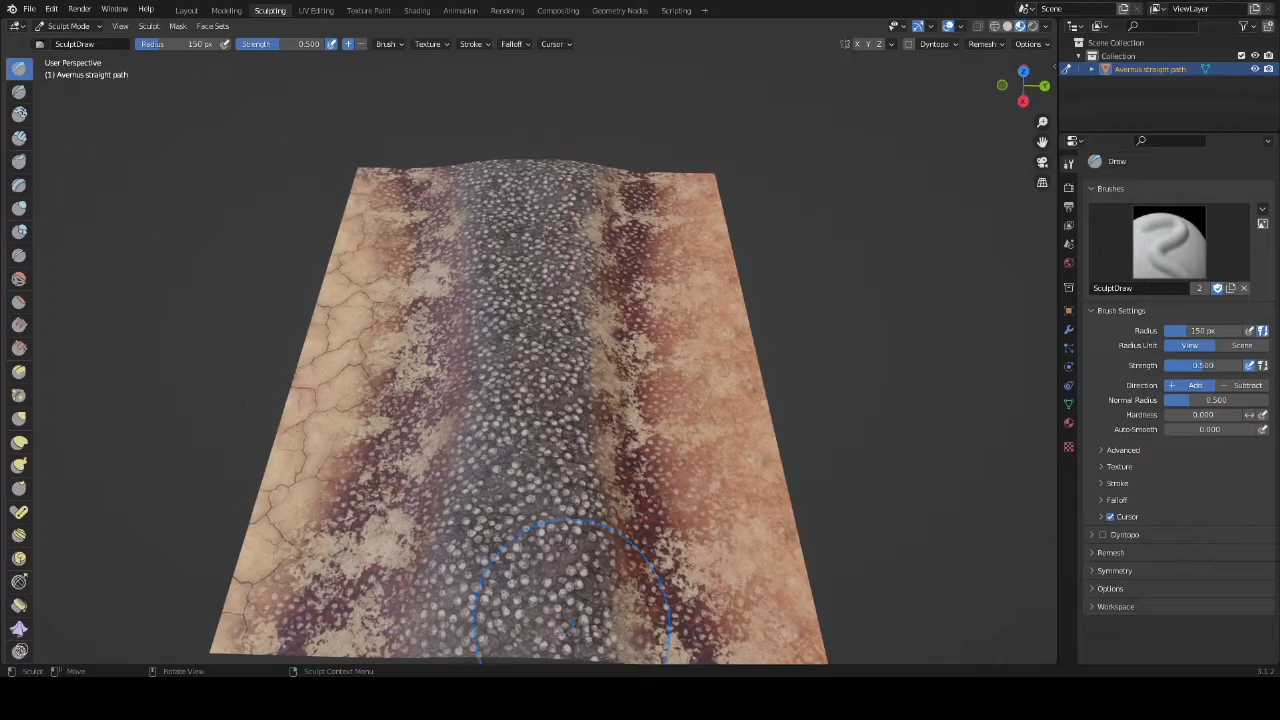 File Edit Render Window Help Layout Modeling Sculpting UV Editing Texture Paint Shading Animation Rendering Compositing Geometry Nodes Scripting + Scene ViewLayer
Sculpt Mode View Sculpt Mask Face Sets
SculptDraw Radius 150 px Strength 0.500 Brush Texture Stroke Falloff Cursor X Y Z Dyntopo Remesh Options
User Perspective
(1) Avernus straight path
Z
Y
X
Scene Collection
Collection
Avernus straight path
Draw
Brushes
SculptDraw 2
Brush Settings
Radius 150 px
Radius Unit View Scene
Strength 0.500
Direction + Add − Subtract
Normal Radius 0.500
Hardness 0.000
Auto-Smooth 0.000
Advanced
Texture
Stroke
Falloff
Cursor
Dyntopo
Remesh
Symmetry
Options
Workspace
Sculpt Move Rotate View Sculpt Context Menu 3.1.2